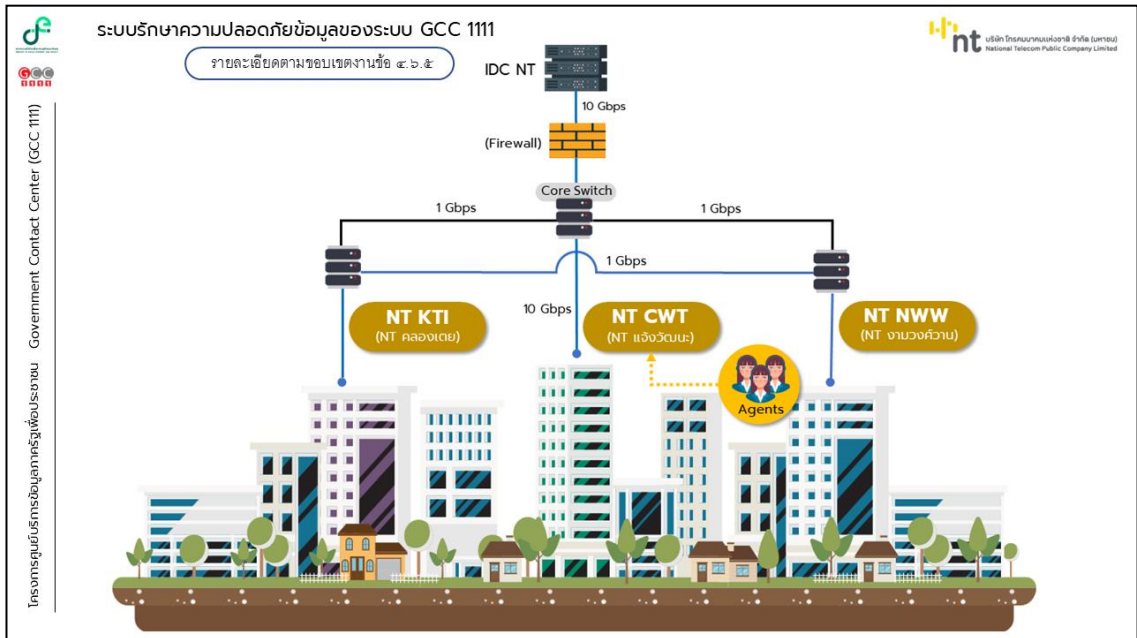 ระบบรักษาความปลอดภัยข้อมูลของระบบ GCC 1111
รายละเอียดตามขอบเขตงานข้อ ๔.๖.๕
nt
บริษัท โทรคมนาคมแห่งชาติ จำกัด (มหาชน)
National Telecom Public Company Limited
GCC
1111
โครงการศูนย์บริการข้อมูลภาครัฐเพื่อประชาชน Government Contact Center (GCC 1111)
IDC NT
10 Gbps
(Firewall)
Core Switch
1 Gbps
1 Gbps
1 Gbps
10 Gbps
NT KTI
(NT คลองเตย)
NT CWT
(NT แจ้งวัฒนะ)
NT NWW
(NT งามวงศ์วาน)
Agents